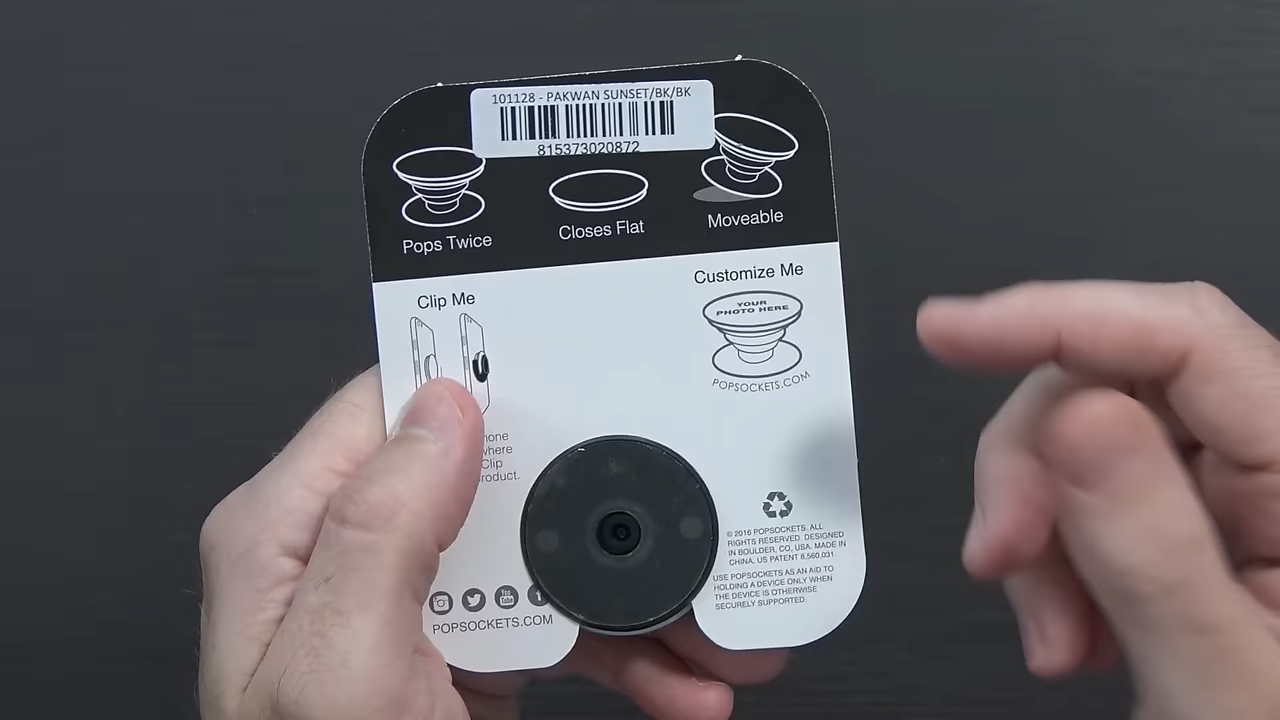 101128 - PAKWAN SUNSET/BK/BK
815373020872
Pops Twice
Closes Flat
Moveable
Clip Me
Customize Me
YOUR
PHOTO HERE
POPSOCKETS.COM
Clip
© 2016 POPSOCKETS. ALL
RIGHTS RESERVED. DESIGNED
IN BOULDER, CO, USA. MADE IN
CHINA. US PATENT 8,560,031.
USE POPSOCKETS AS AN AID TO
HOLDING A DEVICE ONLY WHEN
THE DEVICE IS OTHERWISE
SECURELY SUPPORTED
You
Tube
POPSOCKETS.COM